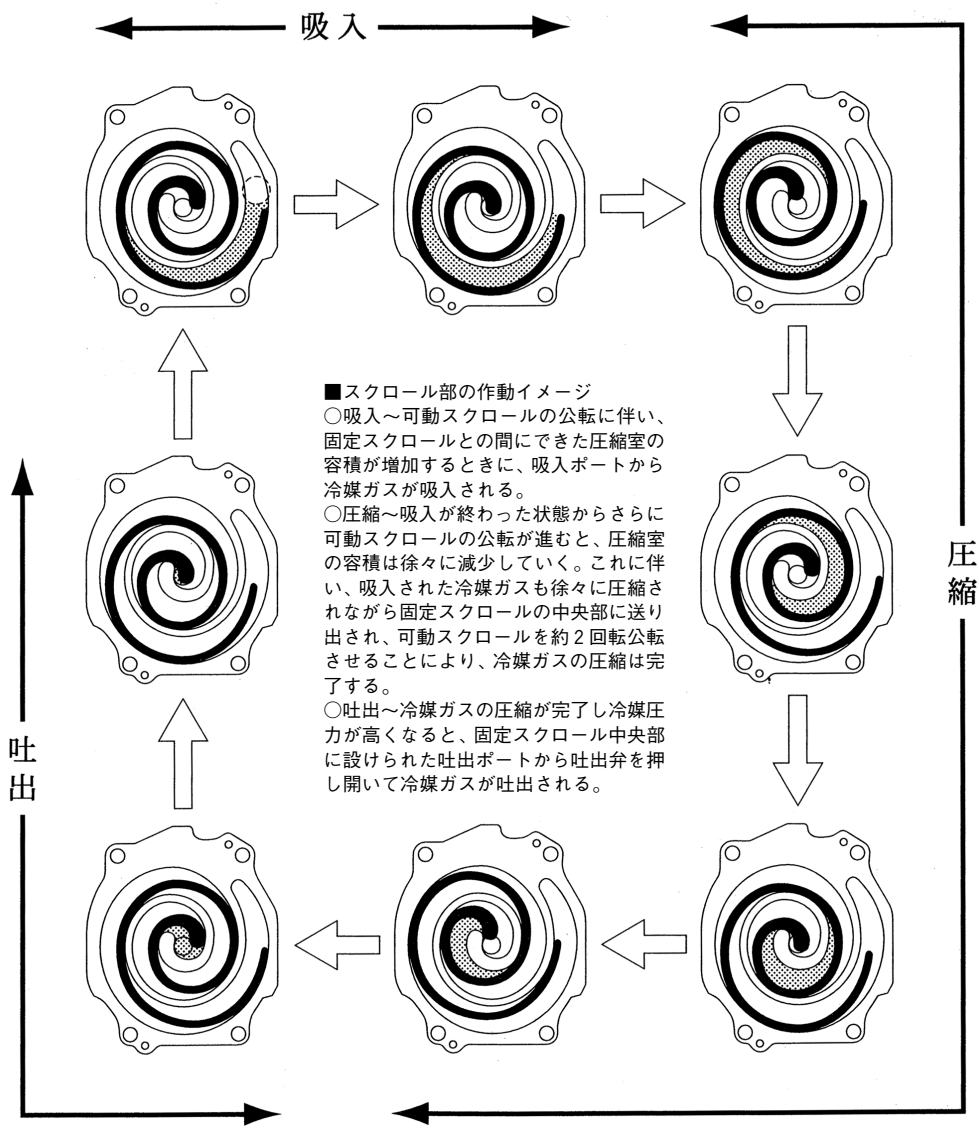 吸入
■スクロール部の作動イメージ
○吸入～可動スクロールの公転に伴い、
固定スクロールとの間にできた圧縮室の
容積が増加するときに、吸入ポートから
冷媒ガスが吸入される。
○圧縮～吸入が終わった状態からさらに
可動スクロールの公転が進むと、圧縮室
の容積は徐々に減少していく。これに伴
い、吸入された冷媒ガスも徐々に圧縮さ
れながら固定スクロールの中央部に送り
出され、可動スクロールを約２回転公転
させることにより、冷媒ガスの圧縮は完
了する。
○吐出～冷媒ガスの圧縮が完了し冷媒圧
力が高くなると、固定スクロール中央部
に設けられた吐出ポートから吐出弁を押
し開いて冷媒ガスが吐出される。
圧縮
吐出